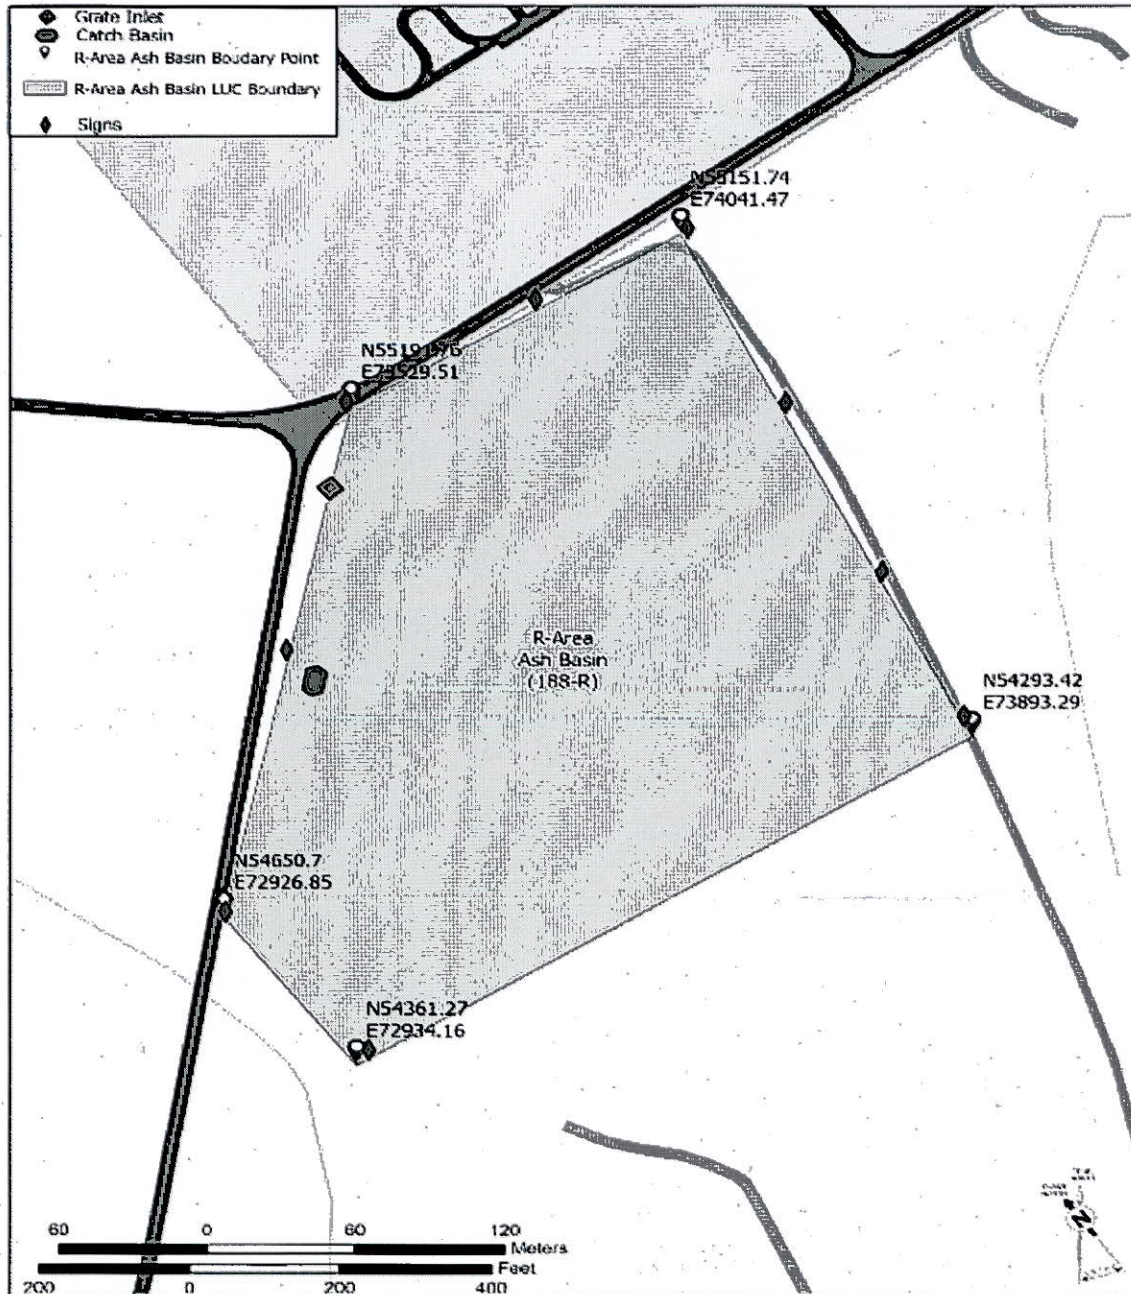 Grate Inlet
Catch Basin
R-Area Ash Basin Boudary Point
R-Area Ash Basin LUC Boundary
Signs
N55151.74
E74041.47
E73529.51
R-Area
Ash Basin
(188-R)
N54293.42
E73893.29
N54650.7
E72926.85
N54361.27
E72934.16
60 0 60 120
Meters
Feet
200 0 200 400
N